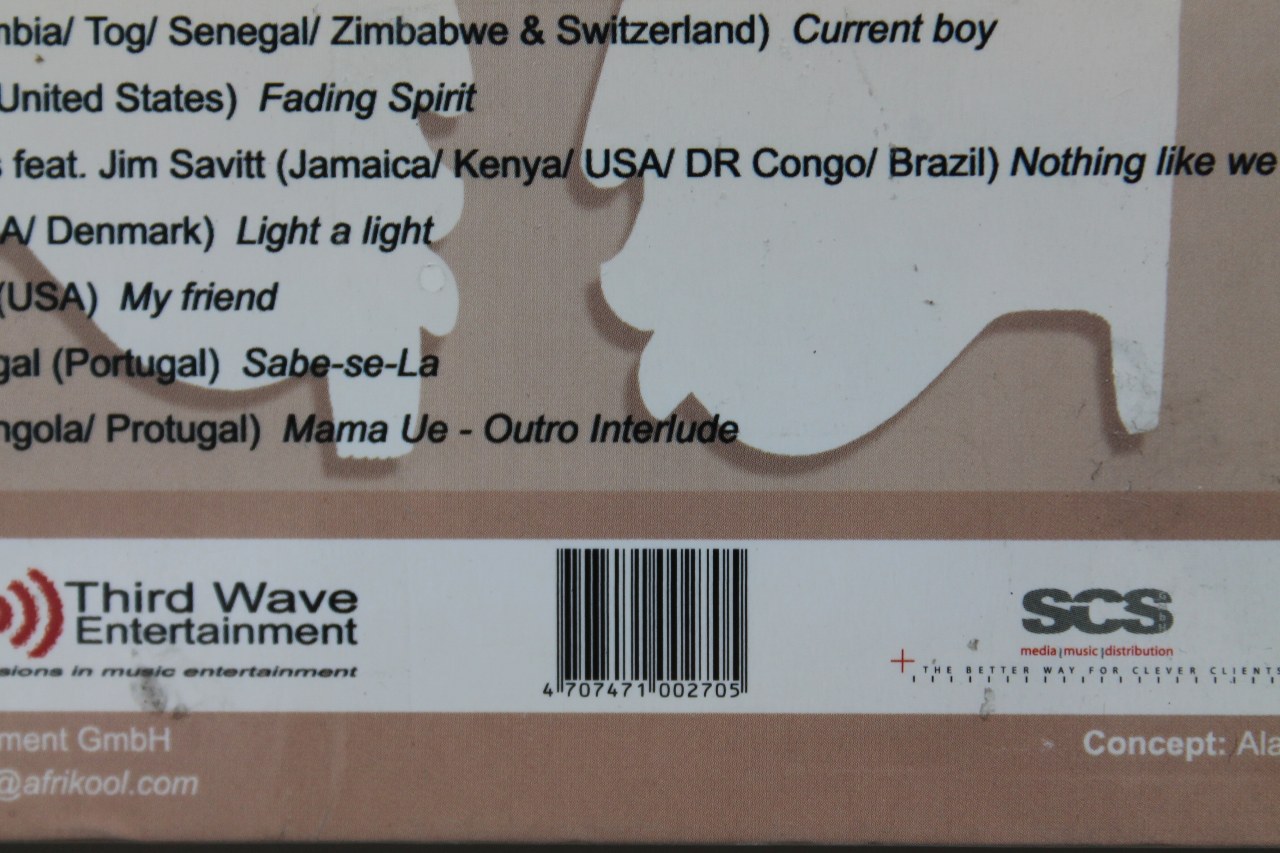 mbia/ Tog/ Senegal/ Zimbabwe & Switzerland) Current boy
United States) Fading Spirit
s feat. Jim Savitt (Jamaica/ Kenya/ USA/ DR Congo/ Brazil) Nothing like we
A/ Denmark) Light a light
(USA) My friend
gal (Portugal) Sabe-se-La
ngola/ Protugal) Mama Ue - Outro Interlude
Third Wave
Entertainment
sions in music entertainment
4 707471 002705
SCS
media|music|distribution
THE BETTER WAY FOR CLEVER CLIENTS
ment GmbH
@afrikool.com
Concept: Ala